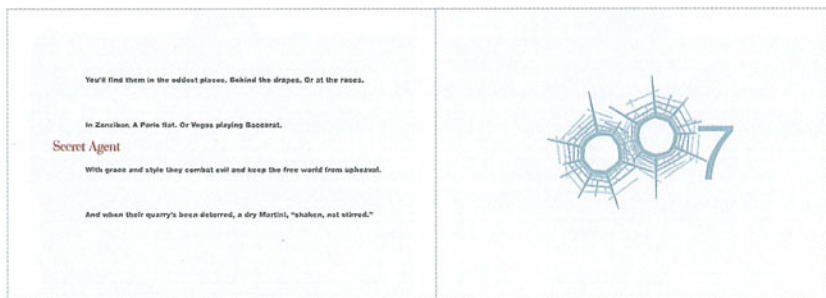 You'll find them in the oddest places. Behind the drapes. Or at the races.
In Zanzibar. A Paris flat. Or Vegas playing Baccarat.
Secret Agent
With grace and style they combat evil and keep the free world from upheaval.
And when their quarry's been deterred, a dry Martini, “shaken, not stirred.”
007